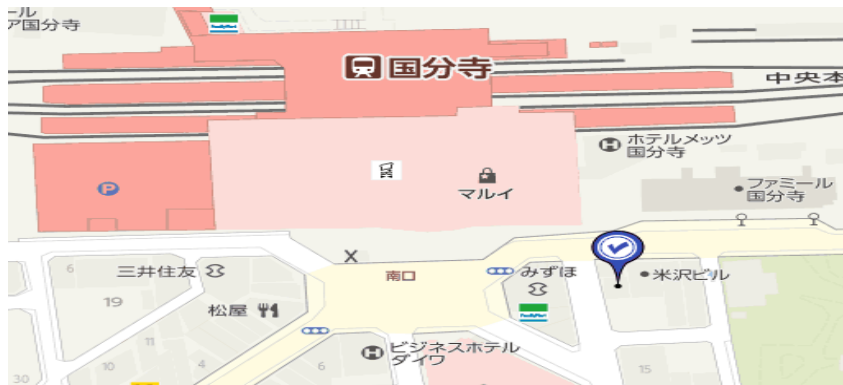 ール
ア国分寺
国分寺
中央本
ホテルメッツ
国分寺
P
マルイ
ファミール
国分寺
6
三井住友
X
南口
みずほ
米沢ビル
19
松屋
11
ビジネスホテル
ダイワ
10
4
6
15
30